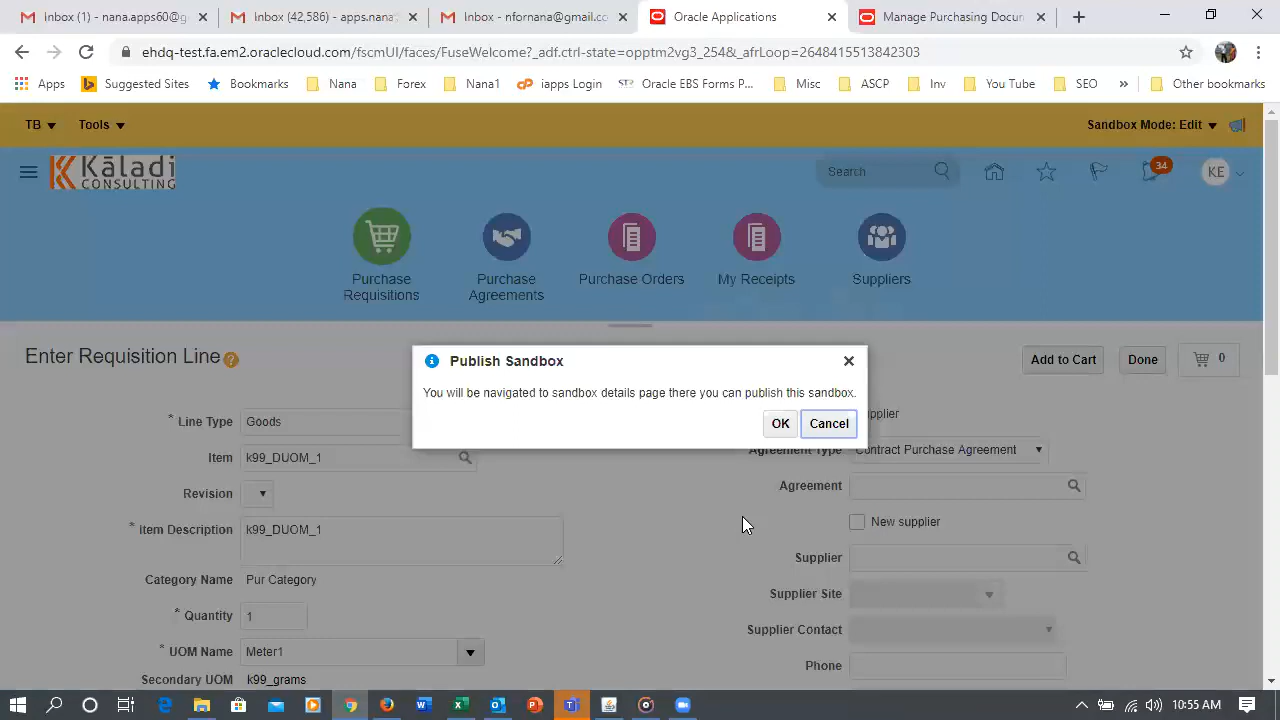 Inbox (1) - nana.apps60@g
Inbox (42,586) - apps.nana
Inbox - nfornana@gmail.co
Oracle Applications
Manage Purchasing Docu
ehdq-test.fa.em2.oraclecloud.com/fscmUI/faces/FuseWelcome?_adf.ctrl-state=opptm2vg3_254&_afrLoop=2648415513842303
Apps
Suggested Sites
Bookmarks
Nana
Forex
Nana1
iapps Login
Oracle EBS Forms P...
Misc
ASCP
Inv
You Tube
SEO
Other bookmarks
TB
Tools
Sandbox Mode: Edit
Kāladi
CONSULTING
Search
34
KE
Purchase Requisitions
Purchase Agreements
Purchase Orders
My Receipts
Suppliers
Enter Requisition Line
Add to Cart
Done
0
Publish Sandbox
You will be navigated to sandbox details page there you can publish this sandbox.
OK
Cancel
* Line Type Goods
Item k99_DUOM_1
Revision
* Item Description k99_DUOM_1
Category Name Pur Category
* Quantity 1
* UOM Name Meter1
Secondary UOM k99_grams
Agreement Type Contract Purchase Agreement
Agreement
New supplier
Supplier
Supplier Site
Supplier Contact
Phone
10:55 AM